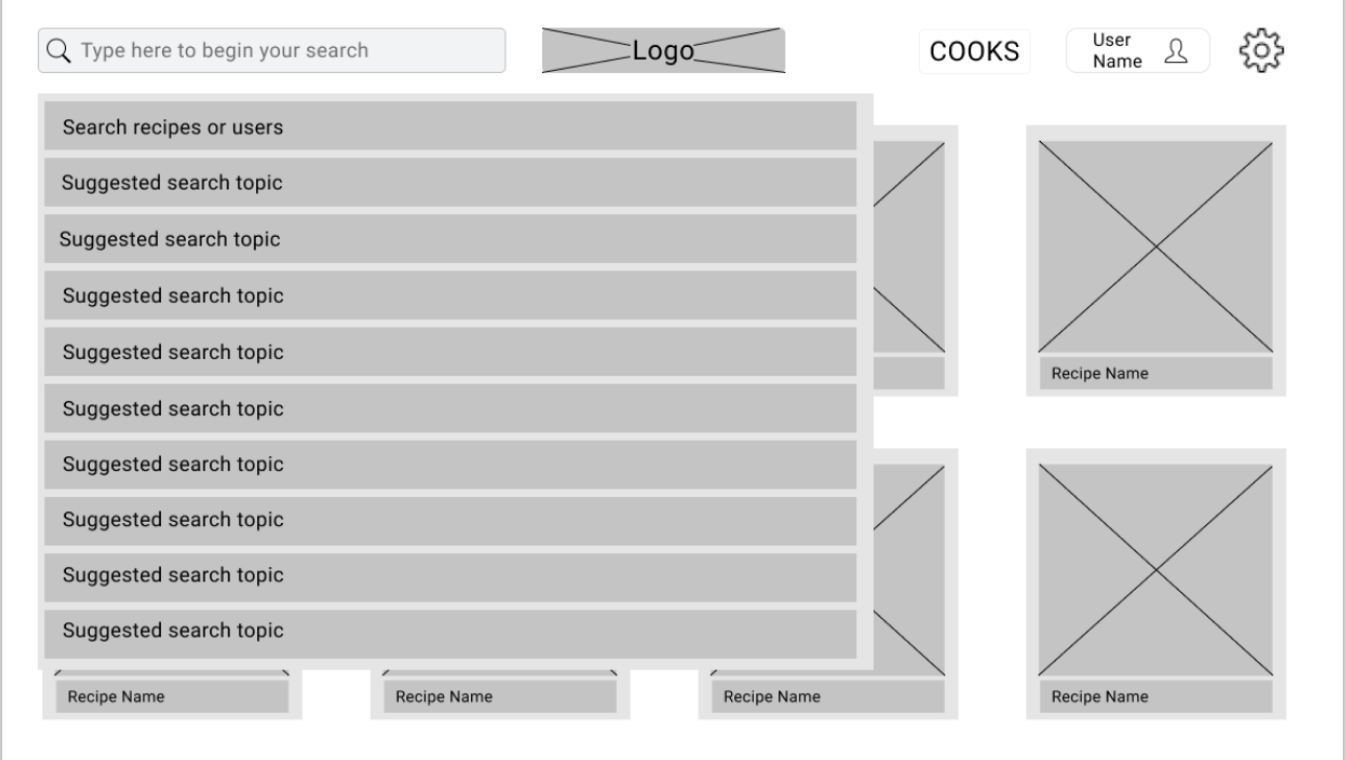 Type here to begin your search
Logo
COOKS
User
Name
Search recipes or users
Suggested search topic
Suggested search topic
Suggested search topic
Suggested search topic
Suggested search topic
Suggested search topic
Suggested search topic
Suggested search topic
Suggested search topic
Recipe Name
Recipe Name
Recipe Name
Recipe Name
Recipe Name